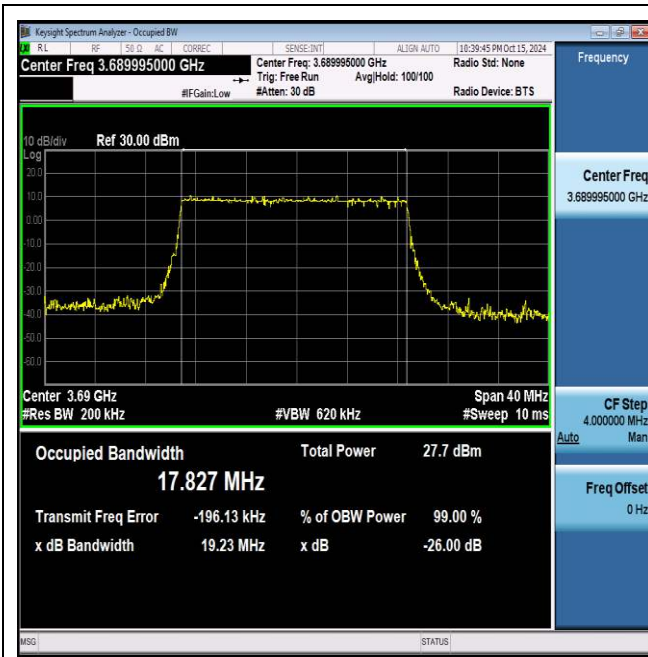 Keysight Spectrum Analyzer - Occupied BW
RL RF 50 Ω AC CORREC SENSE:INT ALIGN AUTO 10:39:45 PM Oct 15, 2024
Center Freq 3.689995000 GHz Center Freq: 3.689995000 GHz Radio Std: None Frequency
Trig: Free Run Avg|Hold: 100/100
#IFGain:Low #Atten: 30 dB Radio Device: BTS
10 dB/div Ref 30.00 dBm
Log
20.0
10.0
0.00
-10.0
-20.0
-30.0
-40.0
-50.0
-60.0
Center 3.69 GHz Span 40 MHz
#Res BW 200 kHz #VBW 620 kHz #Sweep 10 ms
Occupied Bandwidth Total Power 27.7 dBm
17.827 MHz
Transmit Freq Error -196.13 kHz % of OBW Power 99.00 %
x dB Bandwidth 19.23 MHz x dB -26.00 dB
Center Freq
3.689995000 GHz
CF Step
4.000000 MHz
Auto Man
Freq Offset
0 Hz
MSG STATUS